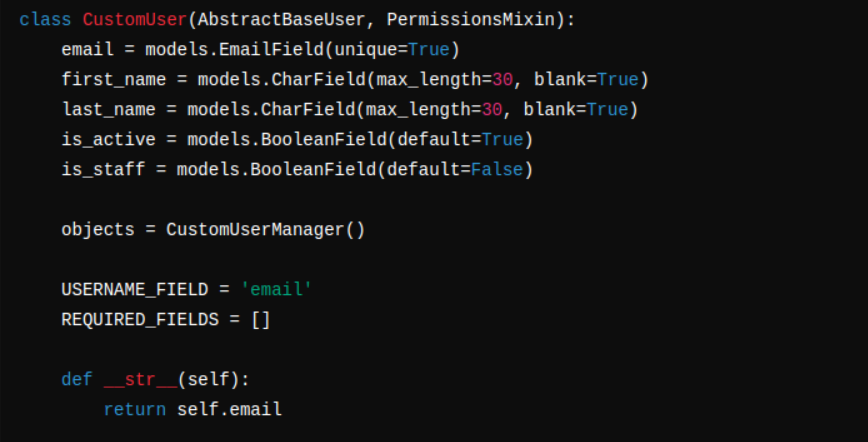 class CustomUser(AbstractBaseUser, PermissionsMixin):
    email = models.EmailField(unique=True)
    first_name = models.CharField(max_length=30, blank=True)
    last_name = models.CharField(max_length=30, blank=True)
    is_active = models.BooleanField(default=True)
    is_staff = models.BooleanField(default=False)

    objects = CustomUserManager()

    USERNAME_FIELD = 'email'
    REQUIRED_FIELDS = []

    def __str__(self):
        return self.email